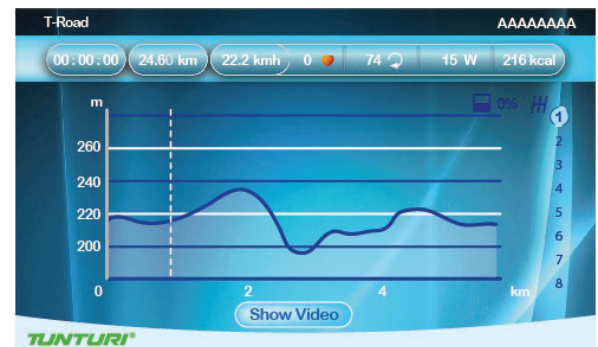 T-Road AAAAAAAA
00:00:00 24.60 km 22.2 kmh 0 74 15 W 216 kcal
m 0% 1
2
260
3
240 4
220 5
6
200
7
0 2 4 km 8
Show Video
TUNTURI®